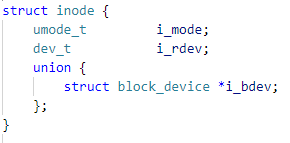 struct inode {
    umode_t         i_mode;
    dev_t           i_rdev;
    union {
        struct block_device *i_bdev;
    };
}